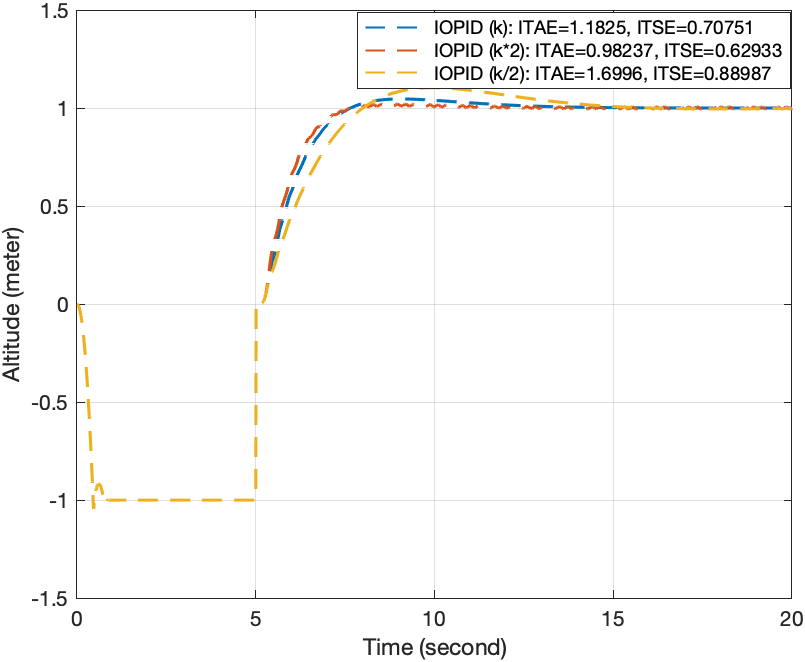 1.5
IOPID (k): ITAE=1.1825, ITSE=0.70751
IOPID (k*2): ITAE=0.98237, ITSE=0.62933
IOPID (k/2): ITAE=1.6996, ITSE=0.88987
1
0.5
0
-0.5
-1
-1.5
Altitude (meter)
0
5
10
15
20
Time (second)